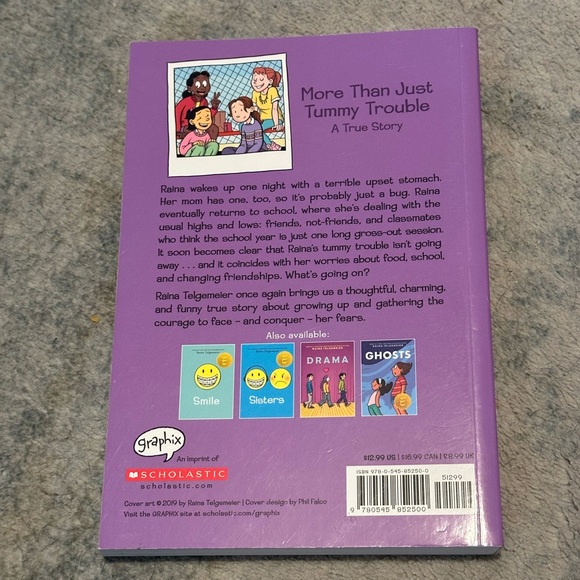 More Than Just
Tummy Trouble
A True Story
Raina wakes up one night with a terrible upset stomach.
Her mom has one, too, so it's probably just a bug. Raina
eventually returns to school, where she's dealing with the
usual highs and lows: friends, not-friends, and classmates
who think the school year is just one long gross-out session.
It soon becomes clear that Raina's tummy trouble isn't going
away . . . and it coincides with her worries about food, school,
and changing friendships. What's going on?
Raina Telgemeier once again brings us a thoughtful, charming,
and funny true story about growing up and gathering the
courage to face – and conquer – her fears.
Also available:
Smile
Sisters
DRAMA
GHOSTS
graphix
An imprint of
SCHOLASTIC
scholastic.com
$12.99 US | $16.99 CAN | £8.99 UK
ISBN 978-0-545-85250-0
51299
9 780545 852500
Cover art © 2019 by Raina Telgemeier | Cover design by Phil Falco
Visit the GRAPHIX site at scholastic.com/graphix